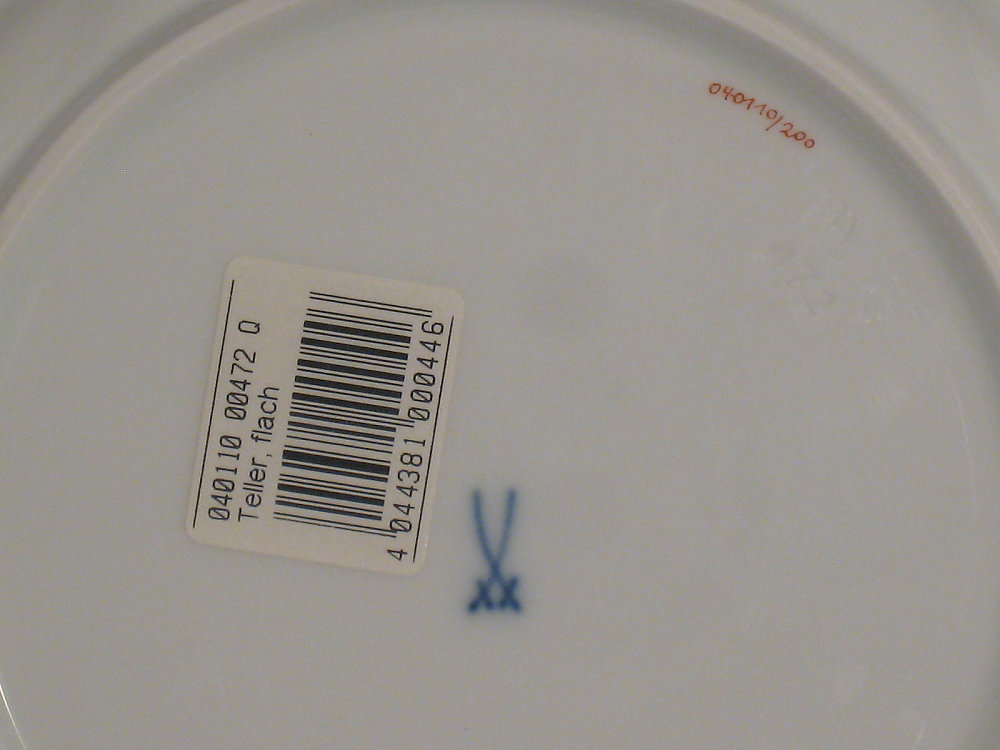 040110/200
040110 00472 Q
Teller, flach
4 044381 000446